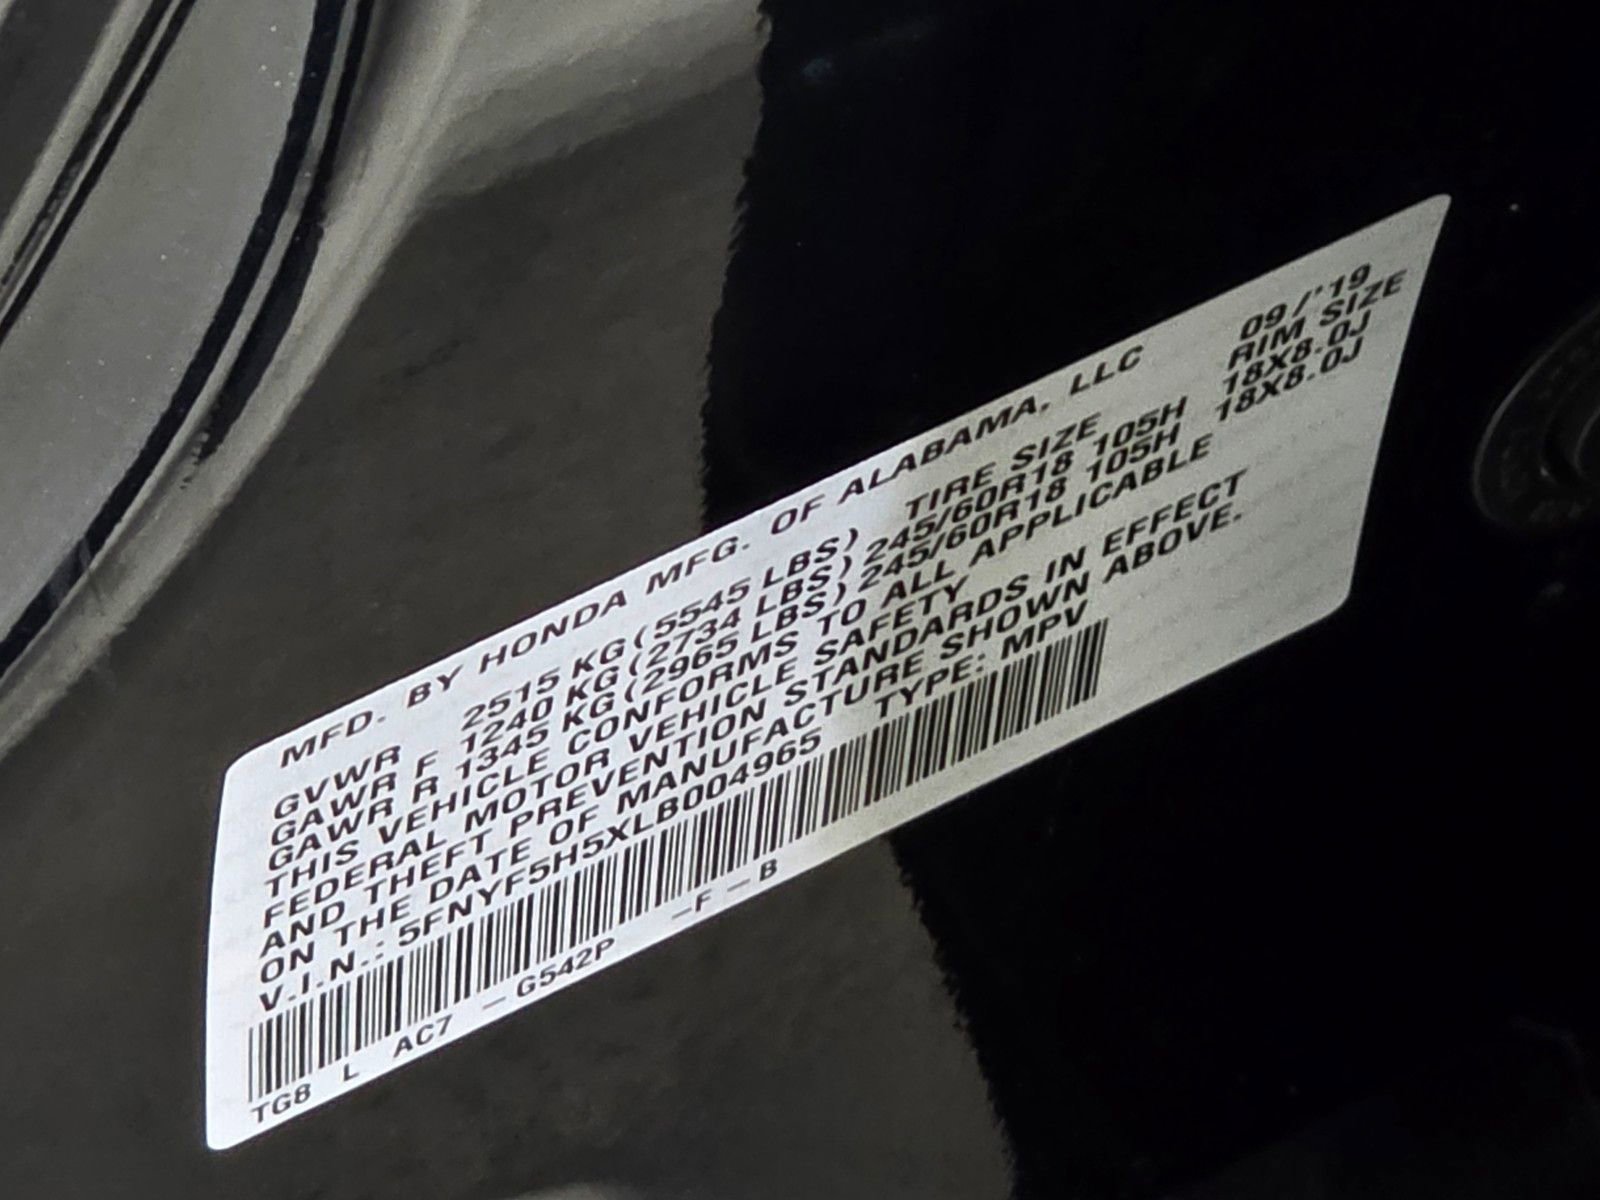 MFD. BY HONDA MFG. OF ALABAMA, LLC 09/'19
GVWR 2515 KG(5545 LBS) TIRE SIZE RIM SIZE
GAWR F 1240 KG(2734 LBS)245/60R18 105H 18X8.0J
GAWR R 1345 KG(2965 LBS)245/60R18 105H 18X8.0J
THIS VEHICLE CONFORMS TO ALL APPLICABLE
FEDERAL MOTOR VEHICLE SAFETY
AND THEFT PREVENTION STANDARDS IN EFFECT
ON THE DATE OF MANUFACTURE SHOWN ABOVE.
V.I.N.: 5FNYF5H5XLB004965 TYPE: MPV
TG8 L AC7 -G542P -F-B